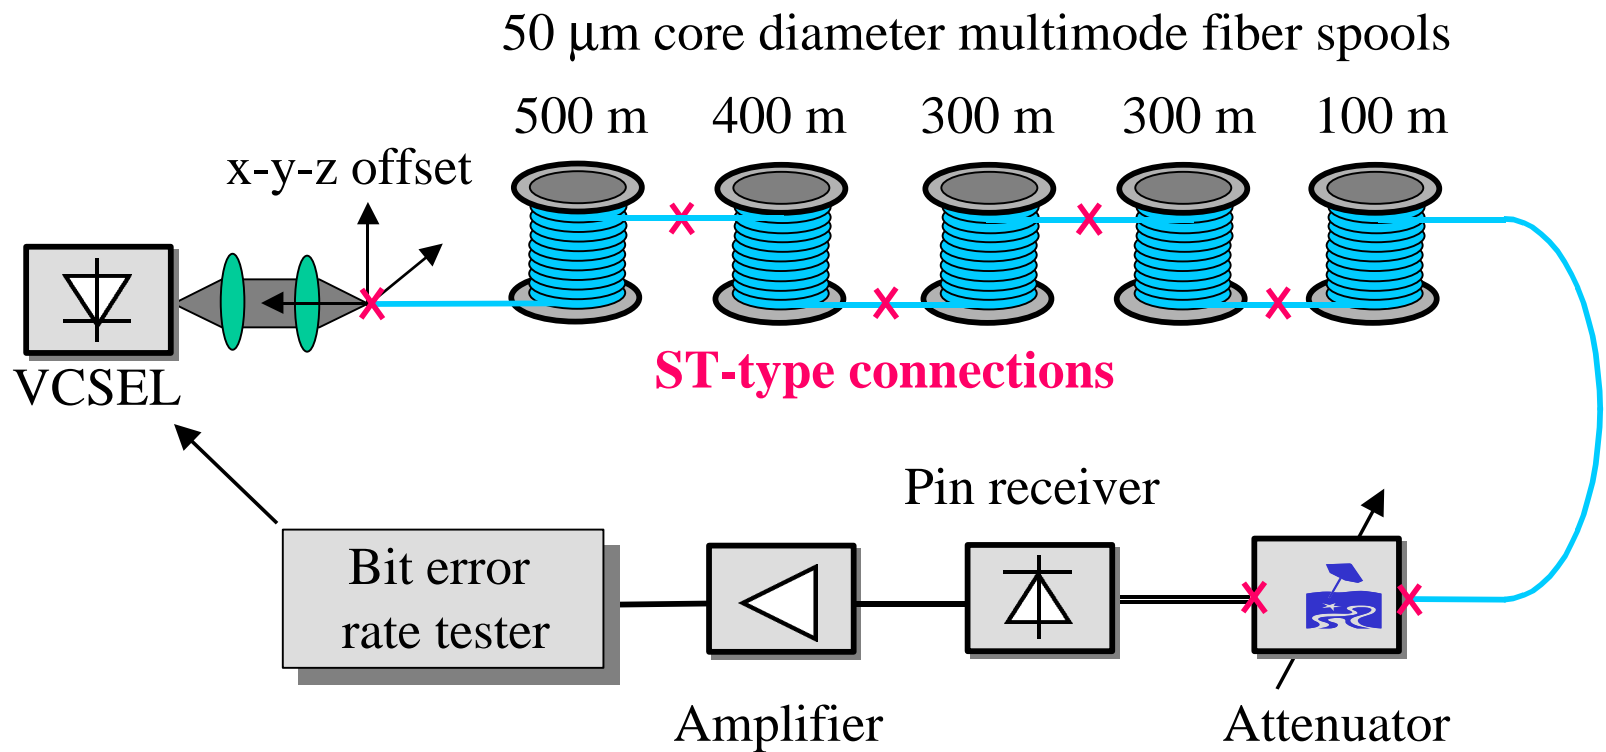 50 μm core diameter multimode fiber spools
500 m 400 m 300 m 300 m 100 m
x-y-z offset
VCSEL
ST-type connections
Pin receiver
Bit error
rate tester
Amplifier
Attenuator